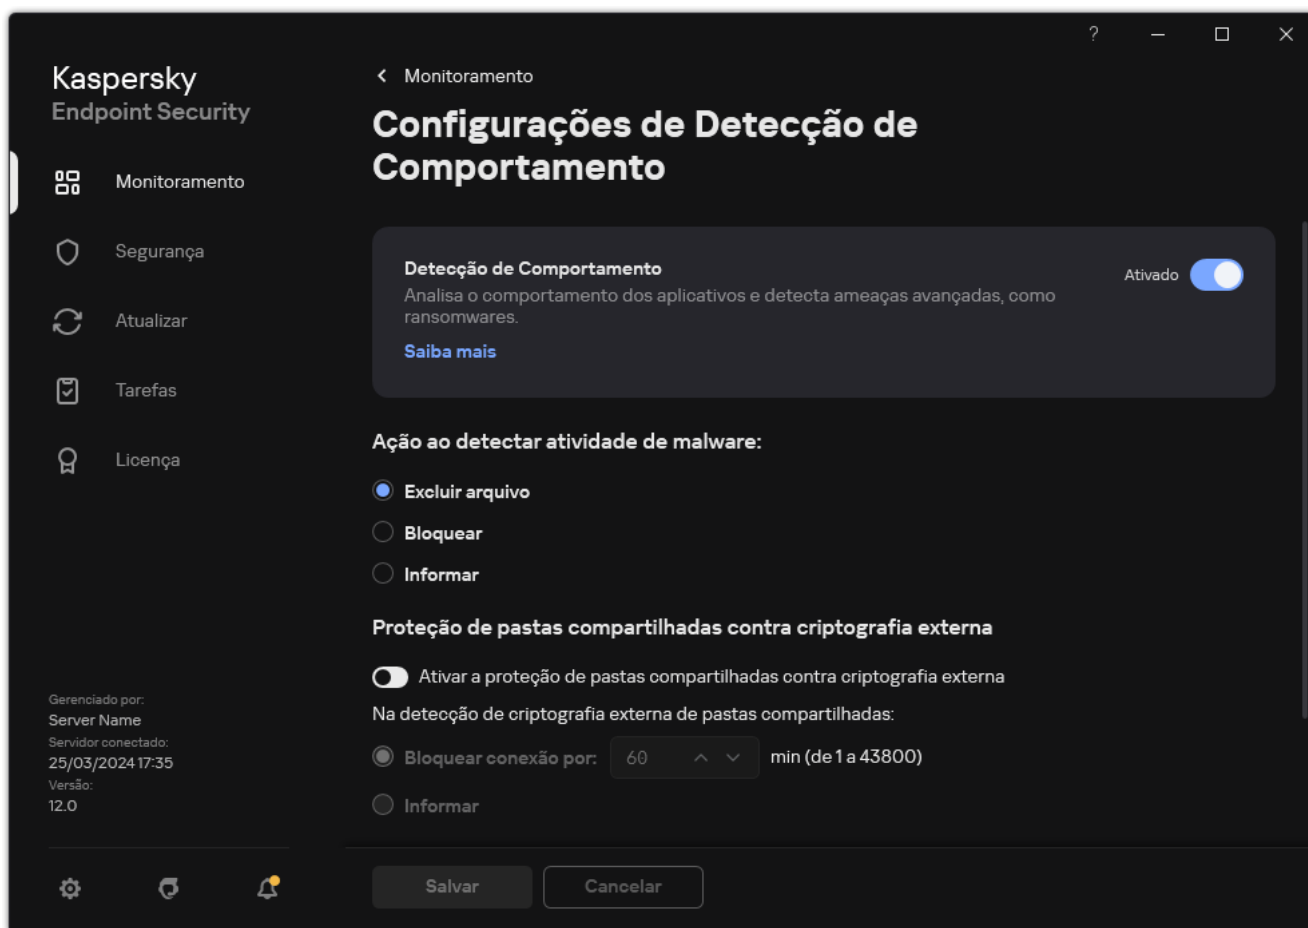 ?
Kaspersky
Endpoint Security
Monitoramento
Segurança
Atualizar
Tarefas
Licença
Gerenciado por:
Server Name
Servidor conectado:
25/03/2024 17:35
Versão:
12.0
Monitoramento
Configurações de Detecção de
Comportamento
Detecção de Comportamento
Ativado
Analisa o comportamento dos aplicativos e detecta ameaças avançadas, como
ransomwares.
Saiba mais
Ação ao detectar atividade de malware:
Excluir arquivo
Bloquear
Informar
Proteção de pastas compartilhadas contra criptografia externa
Ativar a proteção de pastas compartilhadas contra criptografia externa
Na detecção de criptografia externa de pastas compartilhadas:
Bloquear conexão por: 60 min (de 1 a 43800)
Informar
Salvar
Cancelar